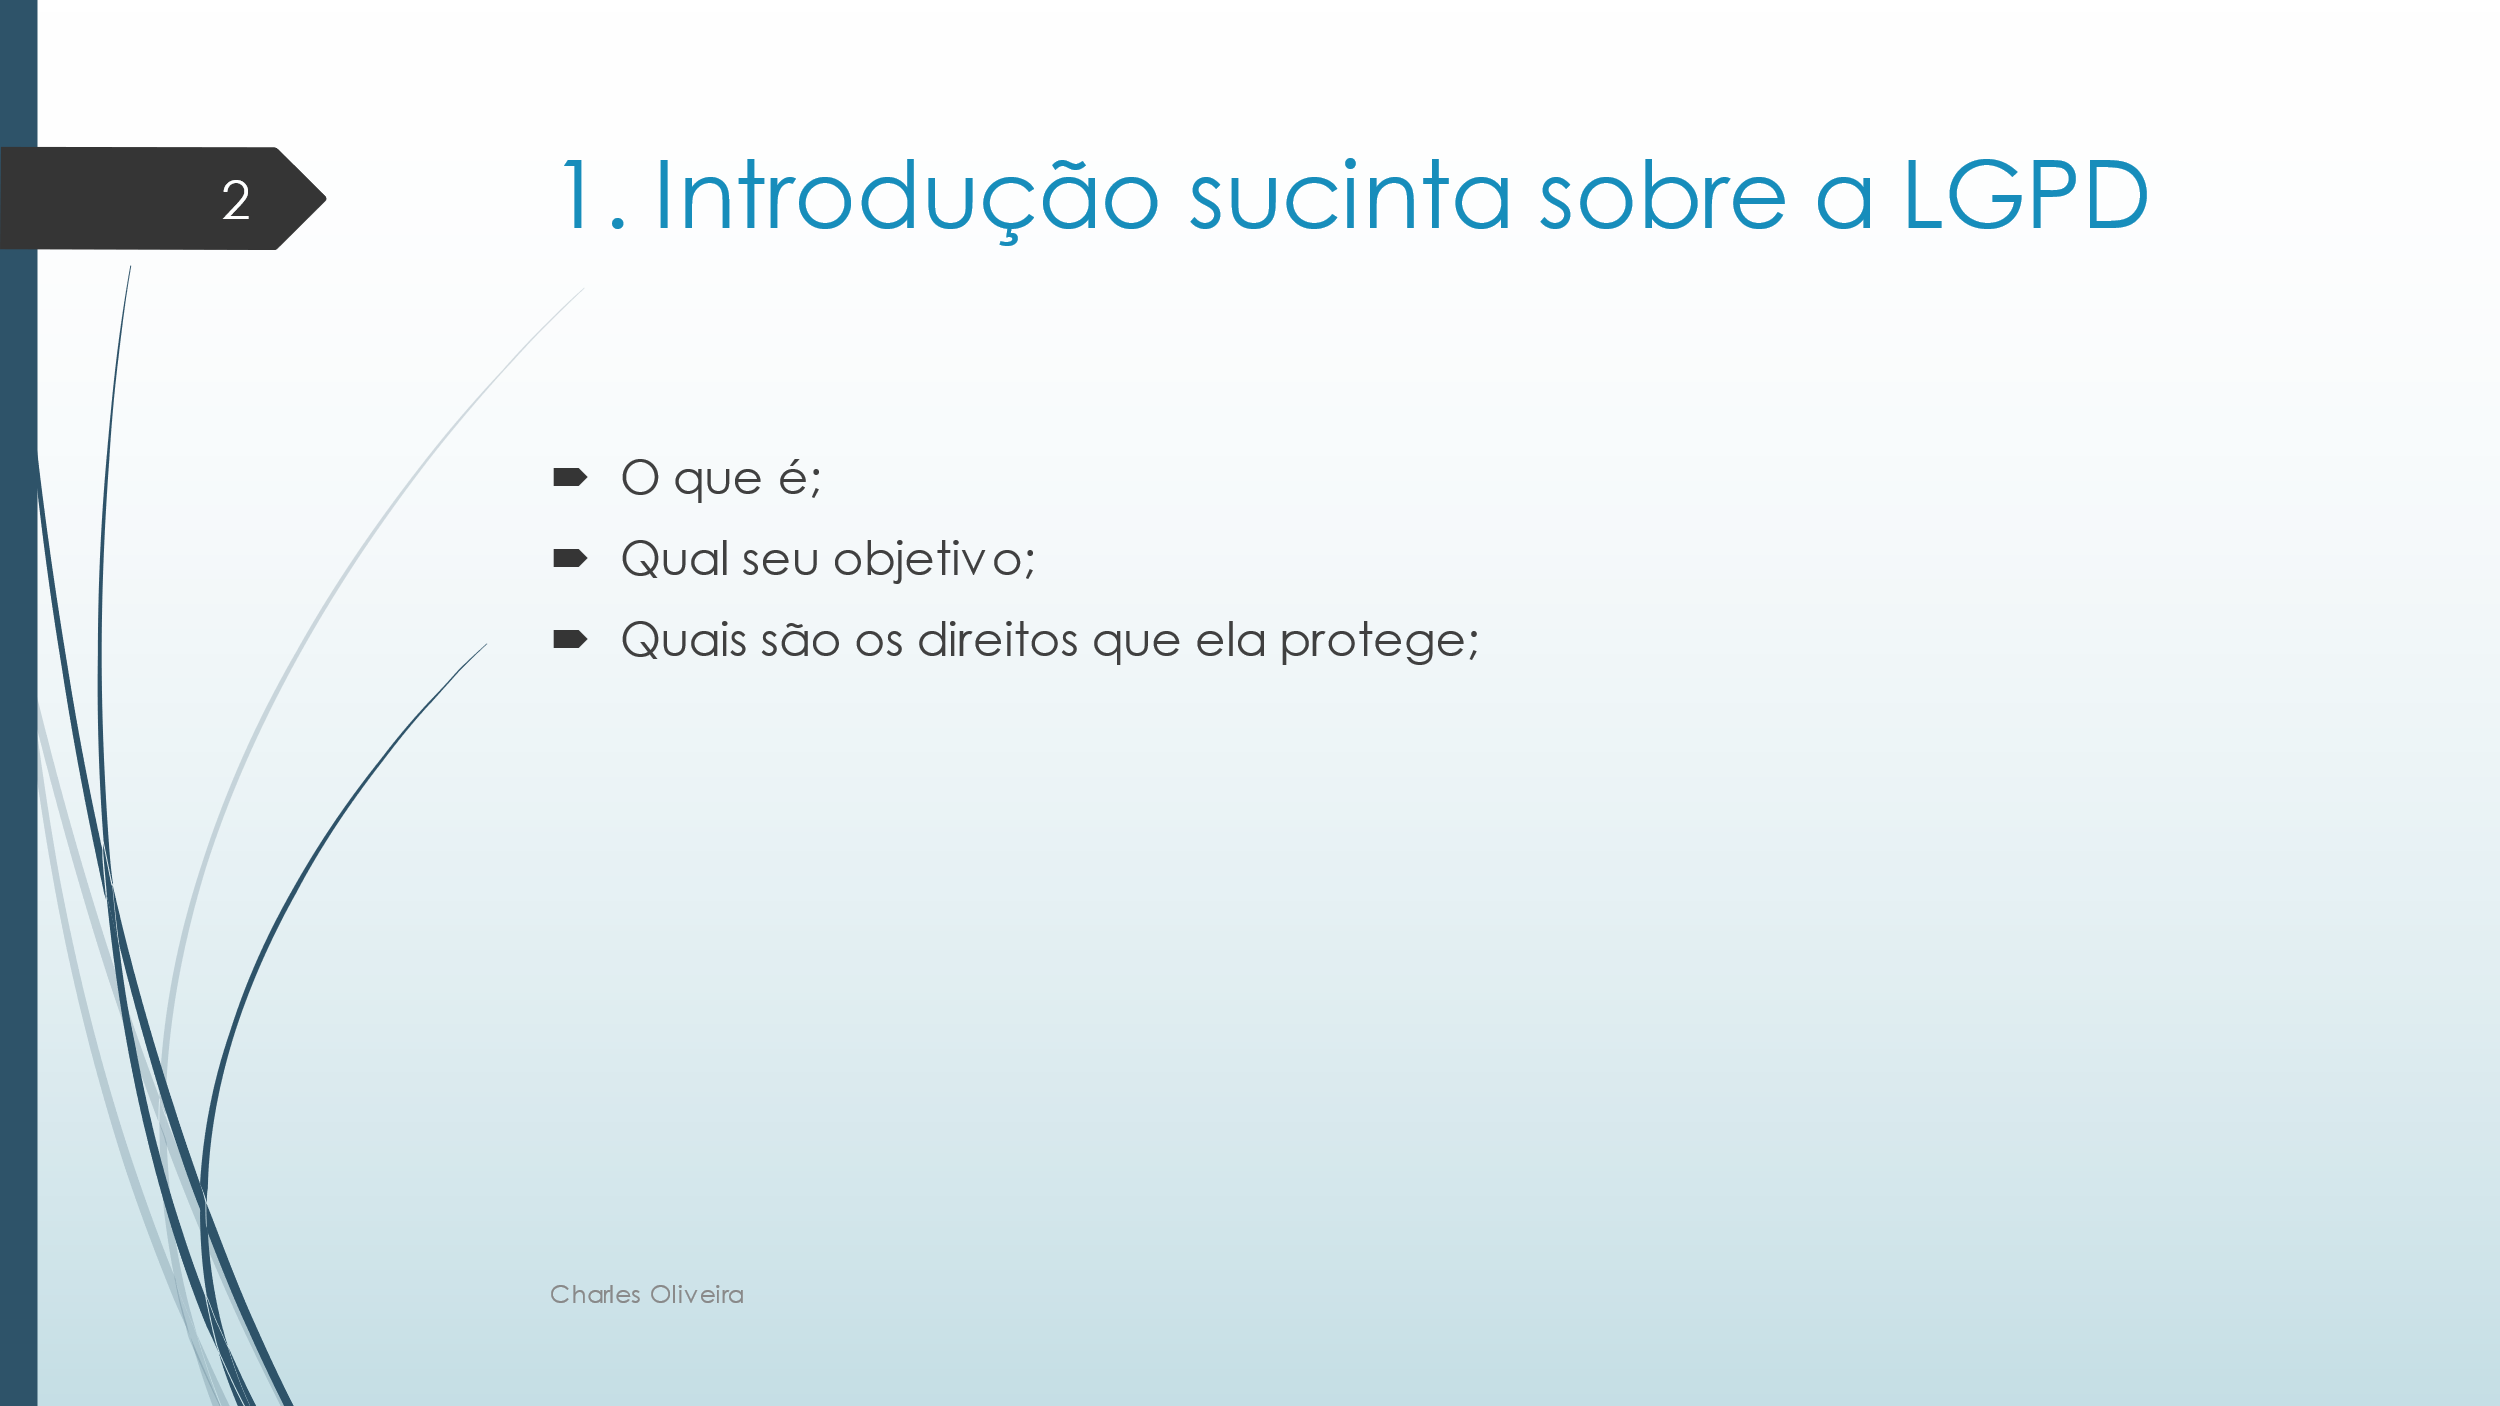 2
1. Introdução sucinta sobre a LGPD
O que é;
Qual seu objetivo;
Quais são os direitos que ela protege;
Charles Oliveira